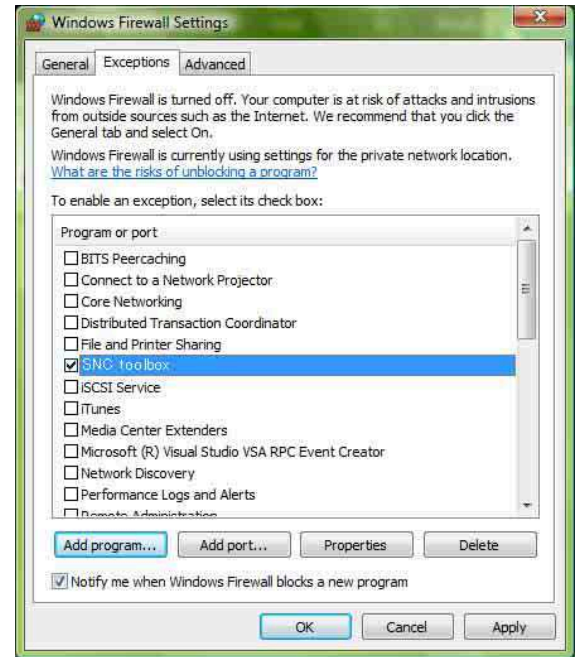 Windows Firewall Settings
General Exceptions Advanced
Windows Firewall is turned off. Your computer is at risk of attacks and intrusions
from outside sources such as the Internet. We recommend that you click the
General tab and select On.
Windows Firewall is currently using settings for the private network location.
What are the risks of unblocking a program?
To enable an exception, select its check box:
Program or port
BITS Peercaching
Connect to a Network Projector
Core Networking
Distributed Transaction Coordinator
File and Printer Sharing
SNC toolbox
iSCSI Service
iTunes
Media Center Extenders
Microsoft (R) Visual Studio VSA RPC Event Creator
Network Discovery
Performance Logs and Alerts
Remote Administration
Add program... Add port... Properties Delete
Notify me when Windows Firewall blocks a new program
OK Cancel Apply